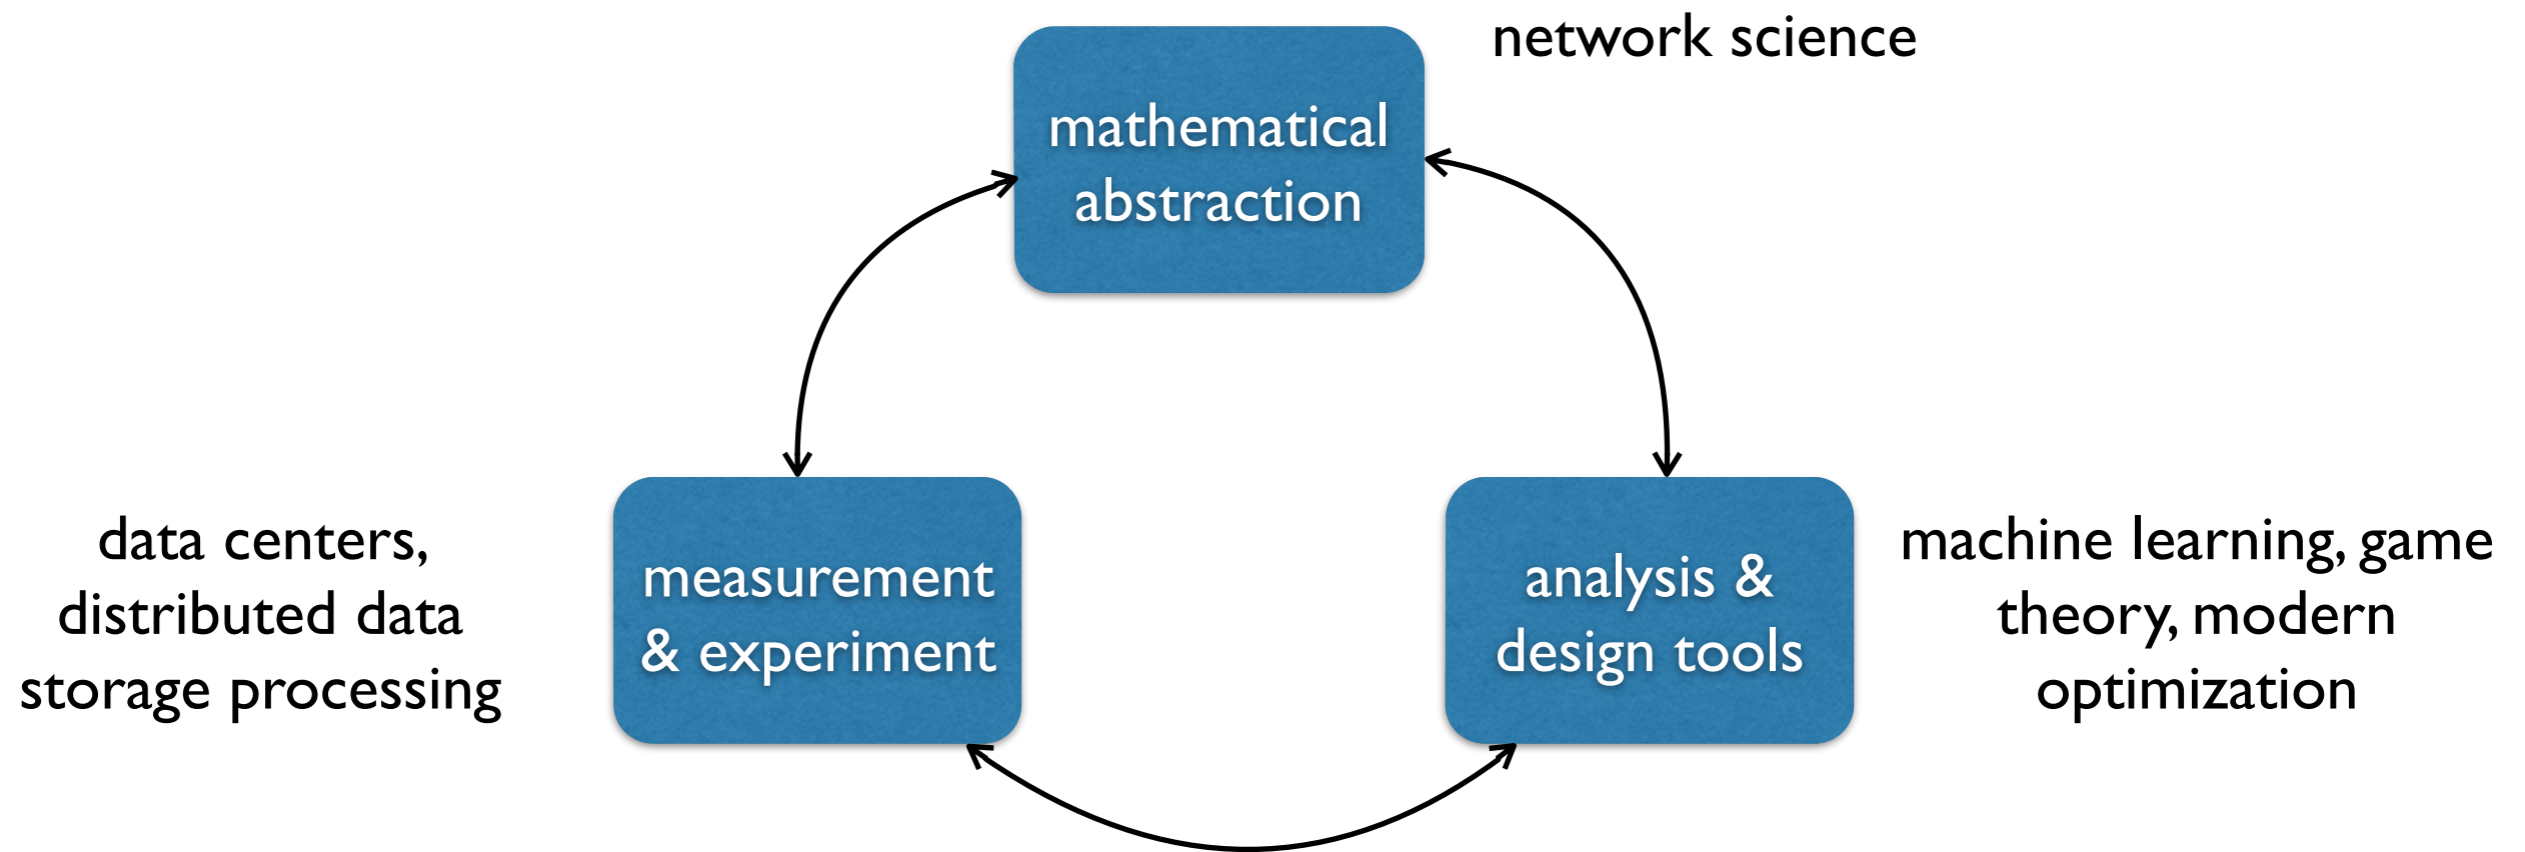 network science
mathematical
abstraction
data centers,
distributed data
storage processing
measurement
& experiment
analysis &
design tools
machine learning, game
theory, modern
optimization